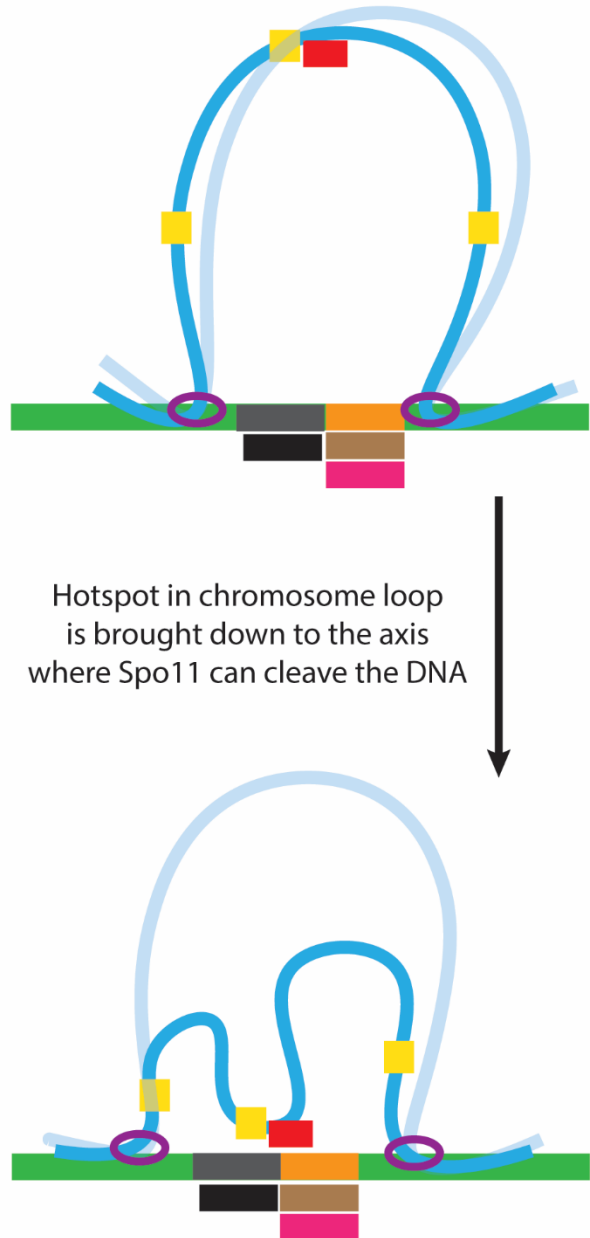 Hotspot in chromosome loop
is brought down to the axis
where Spo11 can cleave the DNA